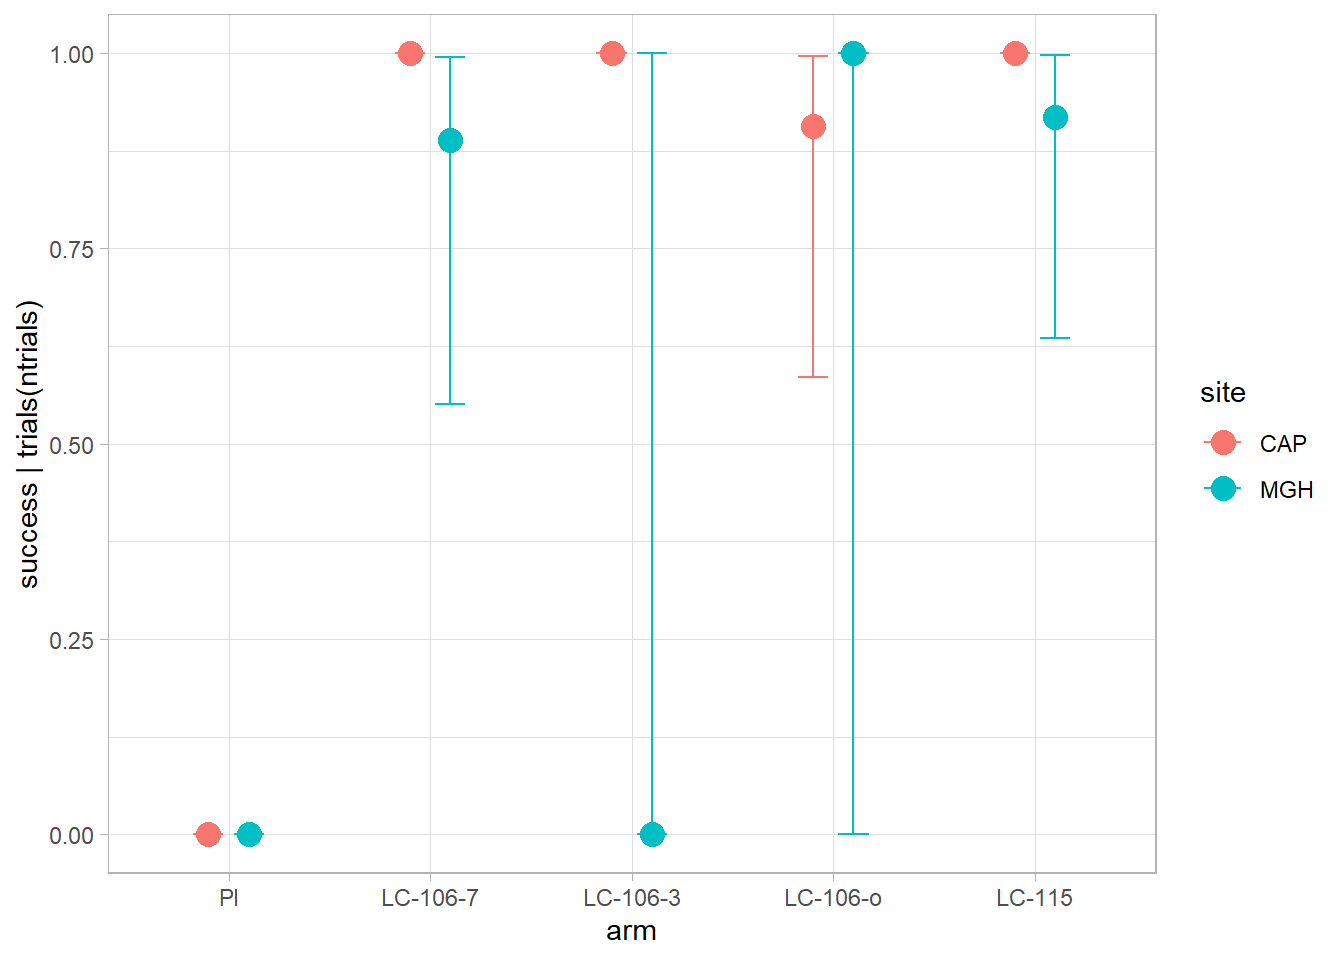 success | trials(ntrials)
1.00
0.75
0.50
0.25
0.00
PI
LC-106-7
LC-106-3
LC-106-o
LC-115
arm
site
CAP
MGH